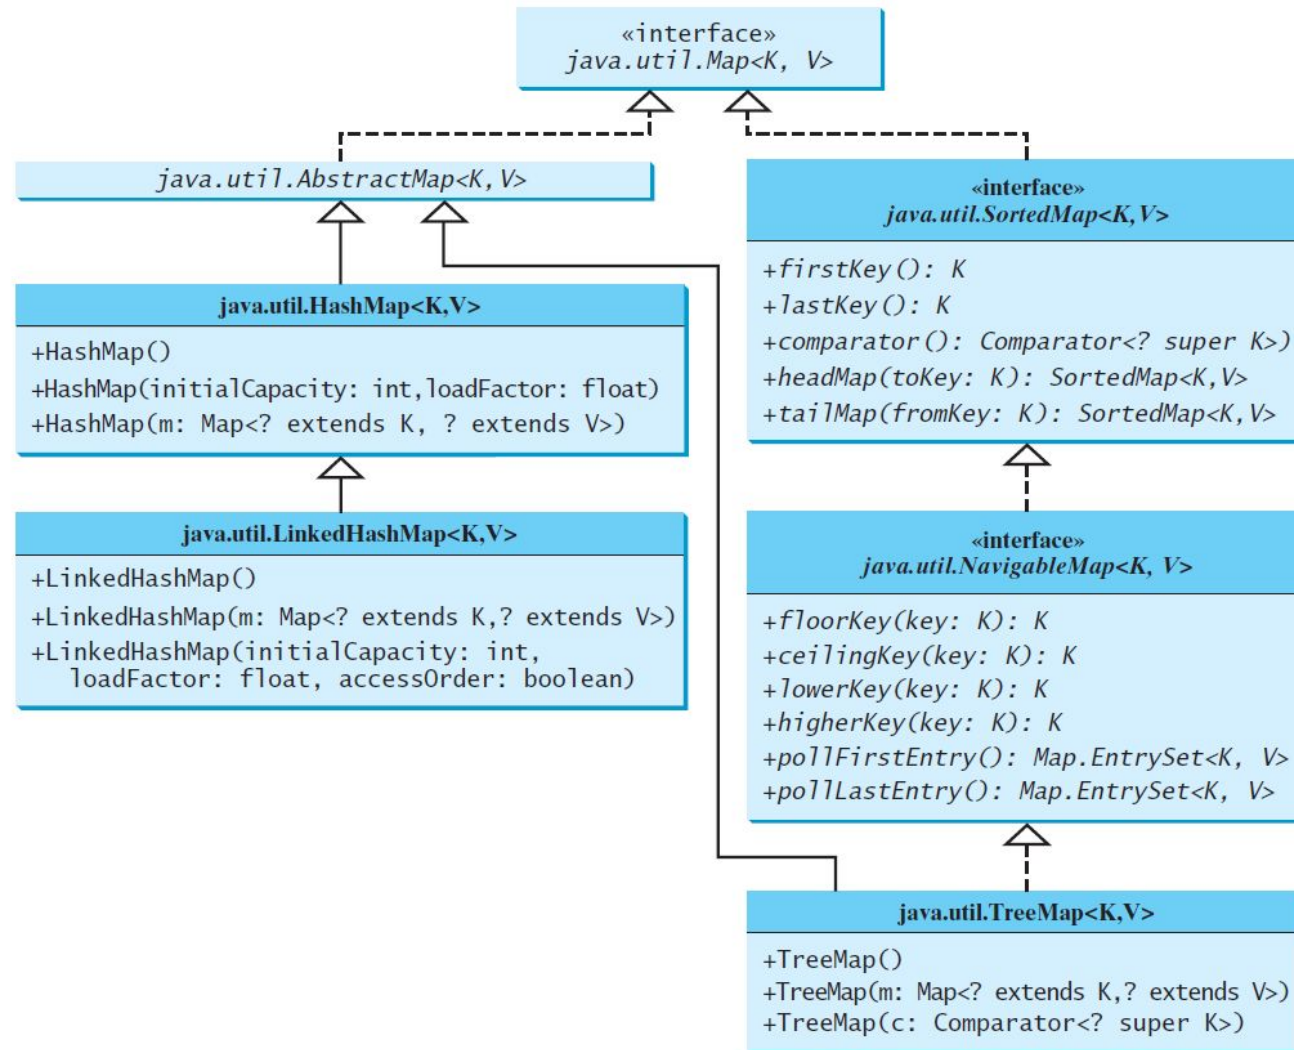 «interface»
java.util.Map<K, V>
java.util.AbstractMap<K,V>
java.util.HashMap<K,V>
+HashMap()
+HashMap(initialCapacity: int,loadFactor: float)
+HashMap(m: Map<? extends K, ? extends V>)
java.util.LinkedHashMap<K,V>
+LinkedHashMap()
+LinkedHashMap(m: Map<? extends K,? extends V>)
+LinkedHashMap(initialCapacity: int,
loadFactor: float, accessOrder: boolean)
«interface»
java.util.SortedMap<K,V>
+firstKey(): K
+lastKey(): K
+comparator(): Comparator<? super K>)
+headMap(toKey: K): SortedMap<K,V>
+tailMap(fromKey: K): SortedMap<K,V>
«interface»
java.util.NavigableMap<K, V>
+floorKey(key: K): K
+ceilingKey(key: K): K
+lowerKey(key: K): K
+higherKey(key: K): K
+pollFirstEntry(): Map.EntrySet<K, V>
+pollLastEntry(): Map.EntrySet<K, V>
java.util.TreeMap<K,V>
+TreeMap()
+TreeMap(m: Map<? extends K,? extends V>)
+TreeMap(c: Comparator<? super K>)